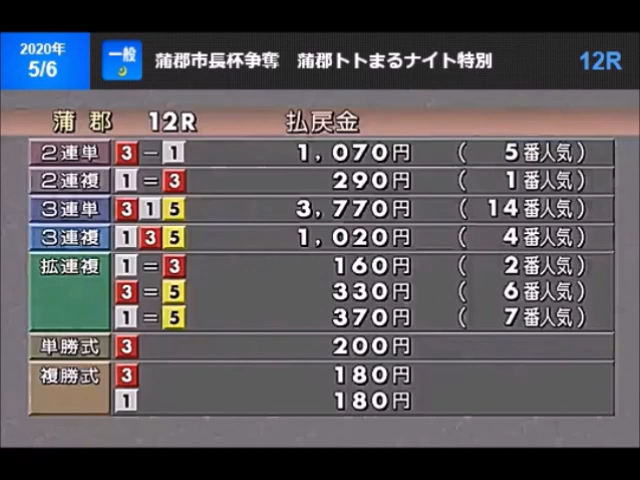 2020年
5/6
一般
蒲郡市長杯争奪 蒲郡トトまるナイト特別
12R
蒲郡 12R 払戻金
2連単 3－1 1,070円 ( 5番人気)
2連複 1=3 290円 ( 1番人気)
3連単 3 1 5 3,770円 ( 14番人気)
3連複 1 3 5 1,020円 ( 4番人気)
拡連複 1=3 160円 ( 2番人気)
3=5 330円 ( 6番人気)
1=5 370円 ( 7番人気)
単勝式 3 200円
複勝式 3 180円
1 180円